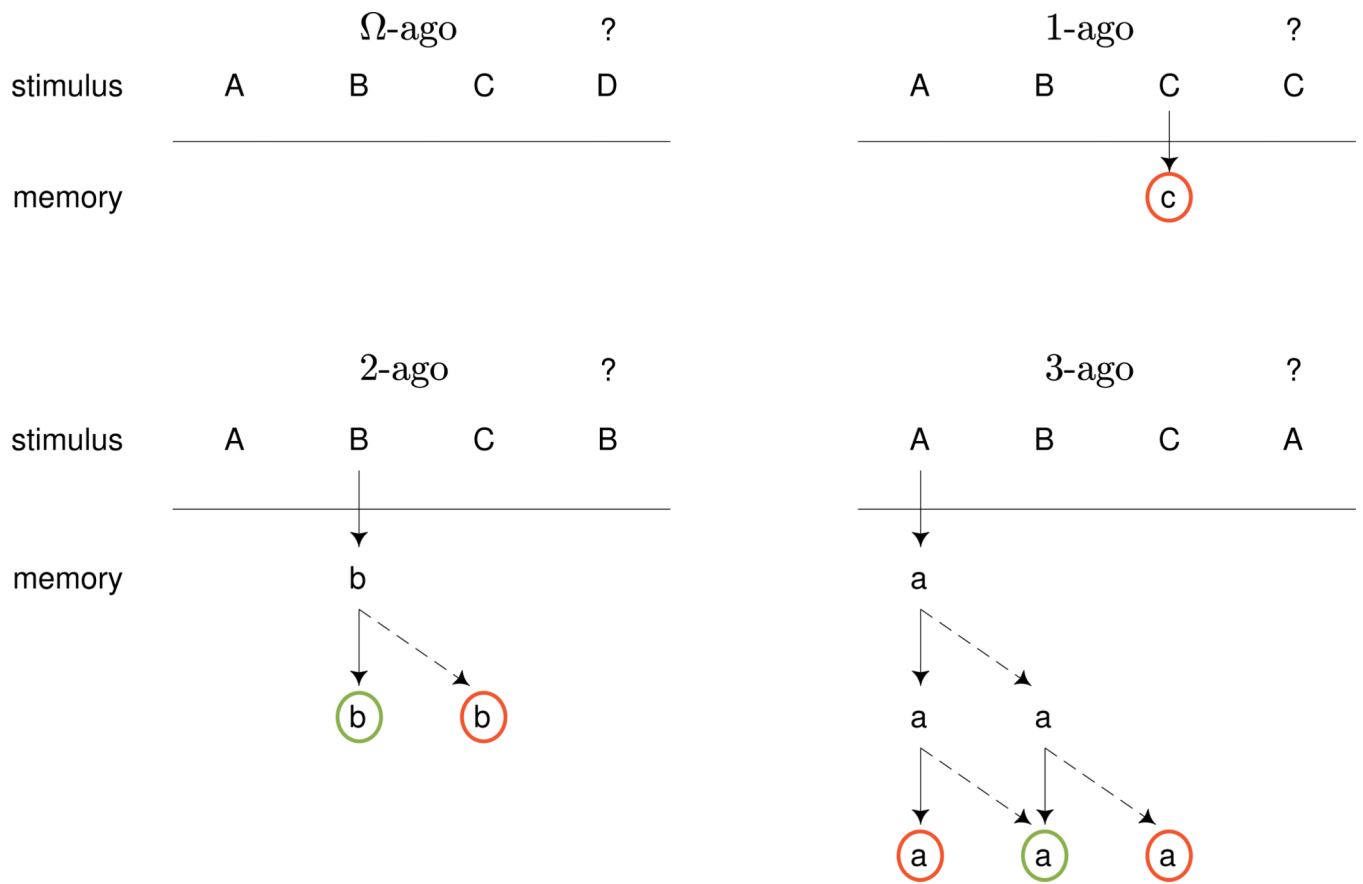 Ω-ago ?
stimulus A B C D
memory
1-ago ?
A B C C
c
2-ago ?
stimulus A B C B
memory b
b b
3-ago ?
A B C A
a
a a
a a a